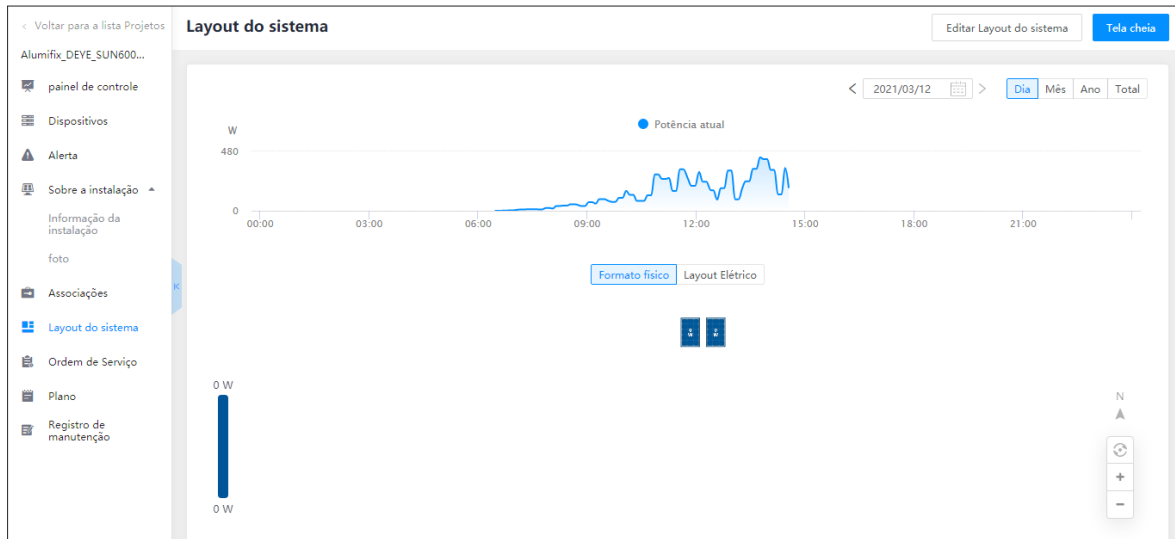 Voltar para a lista Projetos
Alumifix_DEYE_SUN600...
painel de controle
Dispositivos
Alerta
Sobre a instalação
Informação da
instalação
foto
Associações
Layout do sistema
Ordem de Serviço
Plano
Registro de
manutenção
Layout do sistema
Editar Layout do sistema
Tela cheia
2021/03/12
Dia Mês Ano Total
Potência atual
W
480
0
00:00 03:00 06:00 09:00 12:00 15:00 18:00 21:00
Formato físico Layout Elétrico
0 W
0 W
N